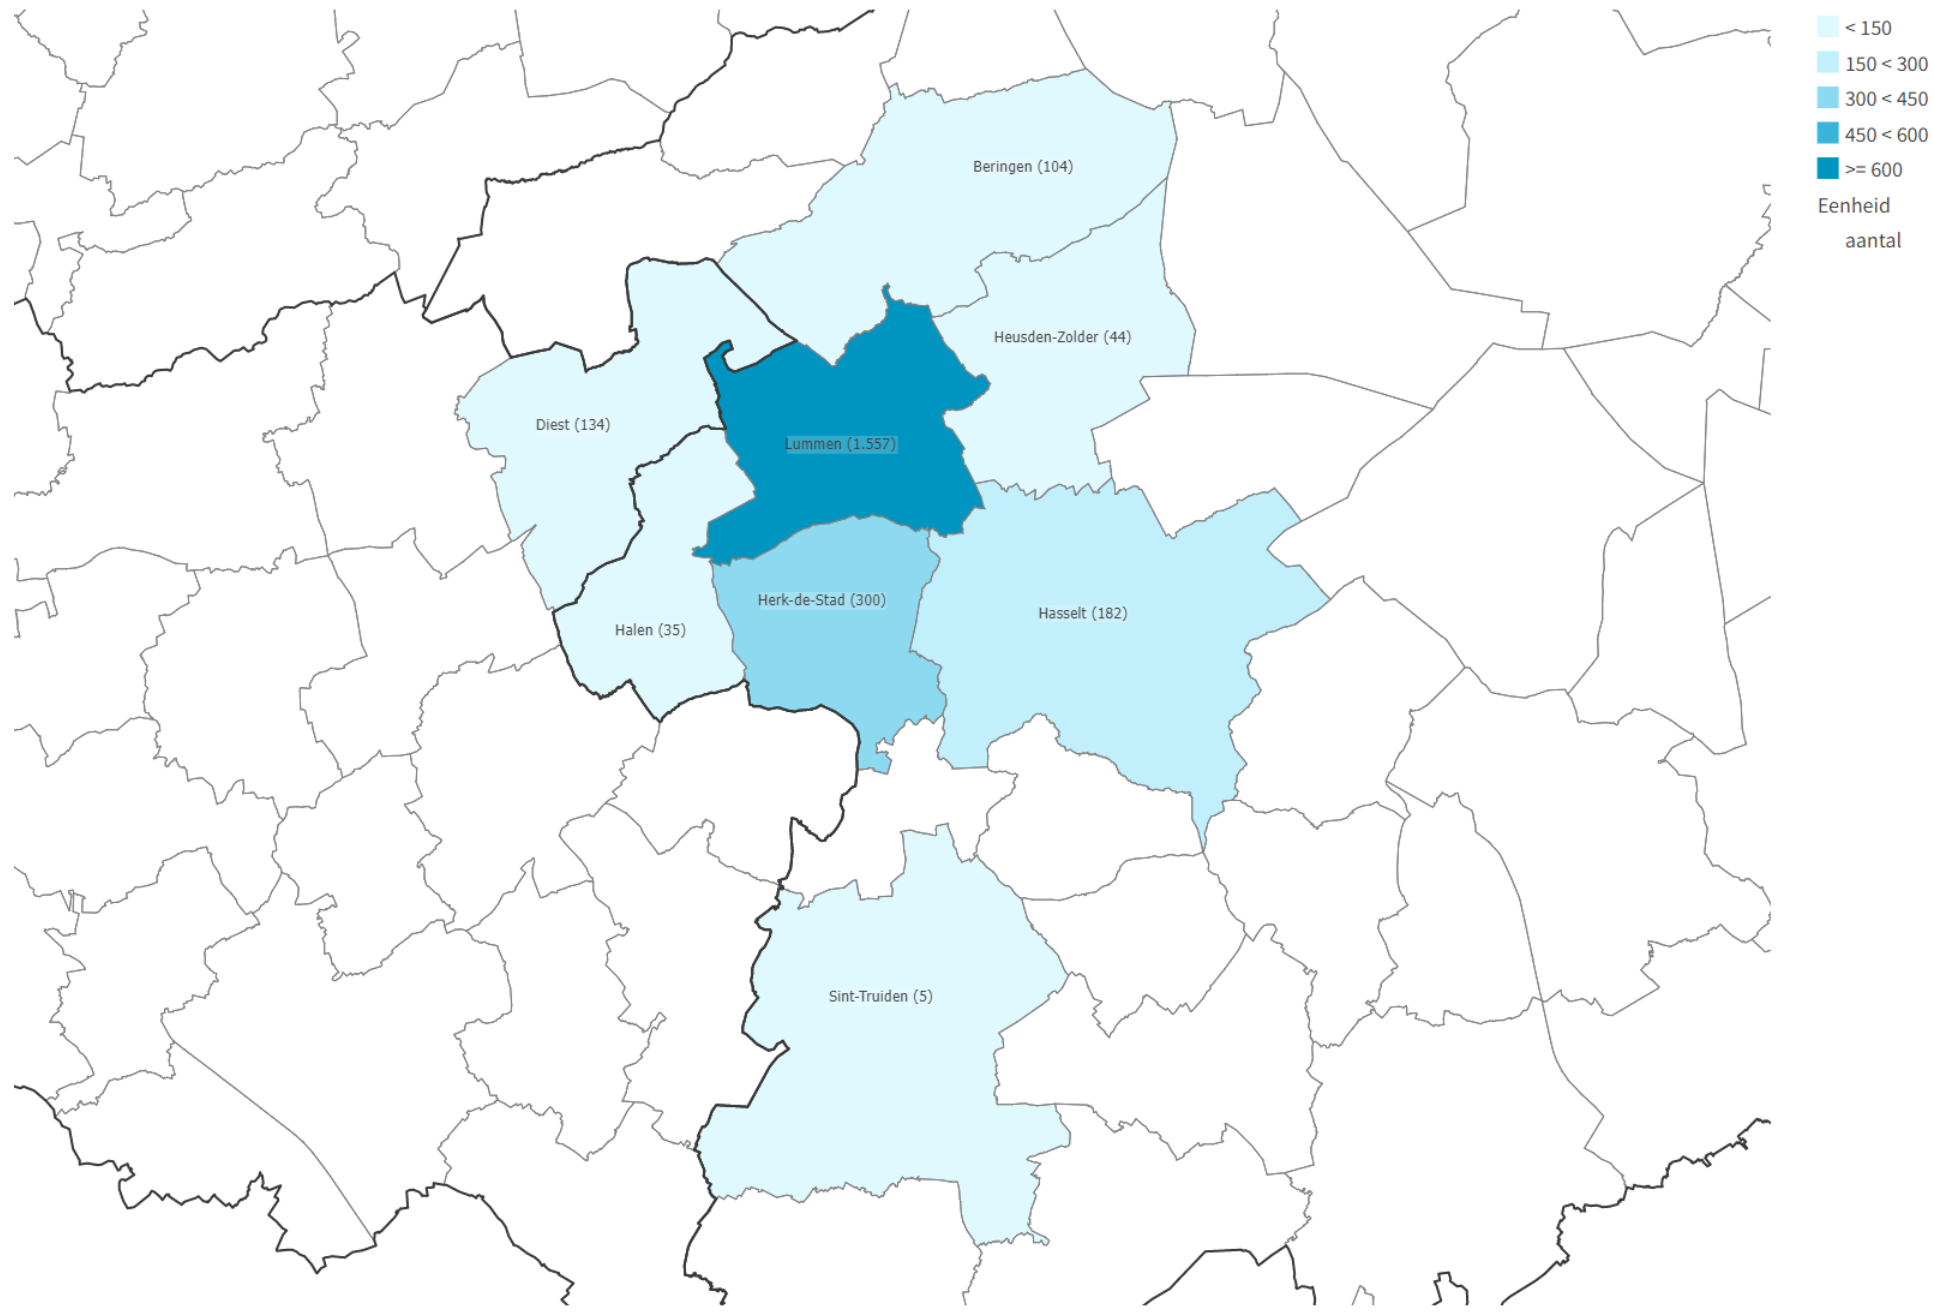 < 150
150 < 300
300 < 450
450 < 600
>= 600
Eenheid
aantal
Beringen (104)
Heusden-Zolder (44)
Diest (134)
Lummen (1.557)
Herk-de-Stad (300)
Hasselt (182)
Halen (35)
Sint-Truiden (5)